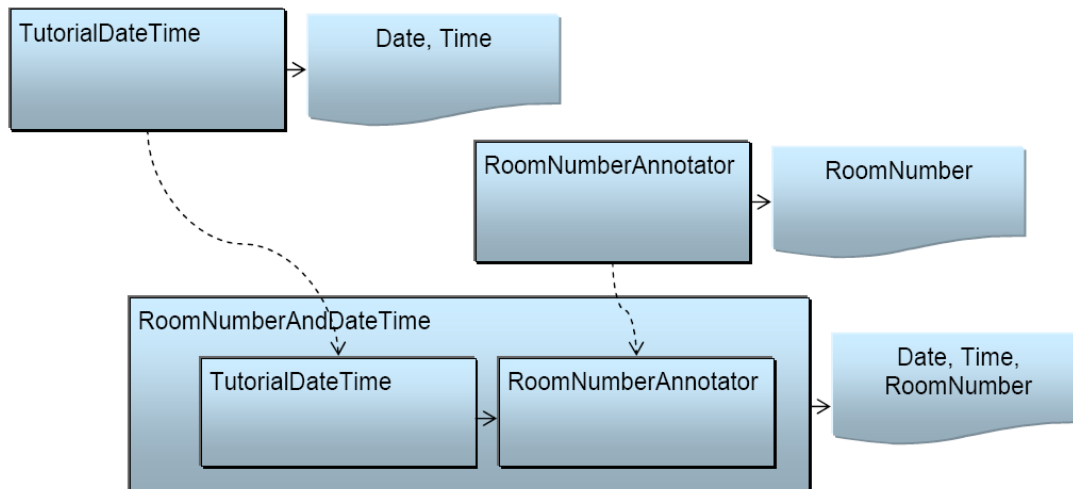 TutorialDateTime
Date, Time
RoomNumberAnnotator
RoomNumber
RoomNumberAndDateTime
TutorialDateTime
RoomNumberAnnotator
Date, Time,
RoomNumber